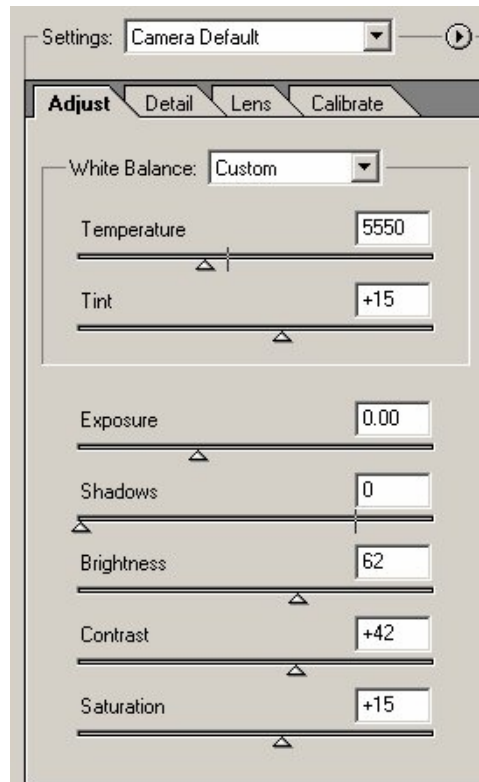 Settings: Camera Default
Adjust Detail Lens Calibrate
White Balance: Custom
Temperature 5550
Tint +15
Exposure 0.00
Shadows 0
Brightness 62
Contrast +42
Saturation +15